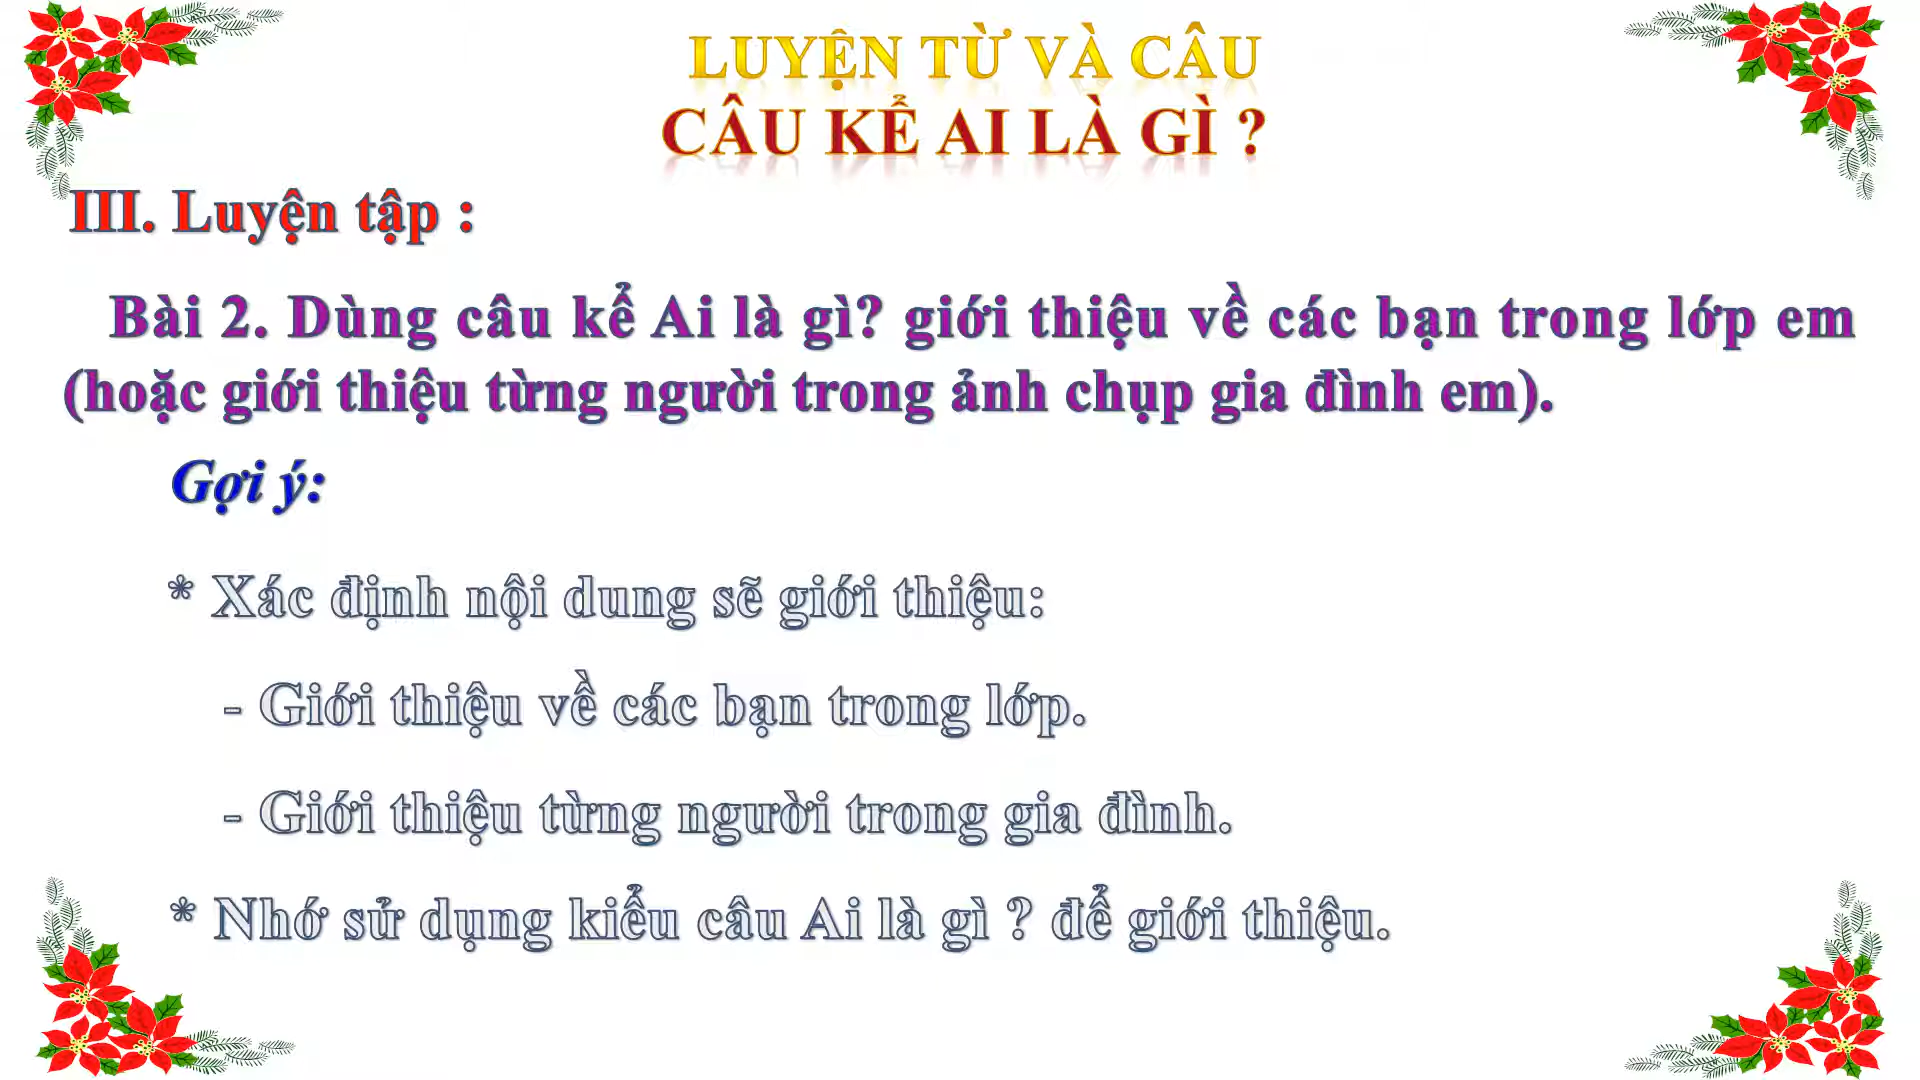 LUYỆN TỪ VÀ CÂU
CÂU KỂ AI LÀ GÌ ?
III. Luyện tập :
Bài 2. Dùng câu kể Ai là gì? giới thiệu về các bạn trong lớp em
(hoặc giới thiệu từng người trong ảnh chụp gia đình em).
Gợi ý:
* Xác định nội dung sẽ giới thiệu:
- Giới thiệu về các bạn trong lớp.
- Giới thiệu từng người trong gia đình.
* Nhớ sử dụng kiểu câu Ai là gì ? để giới thiệu.